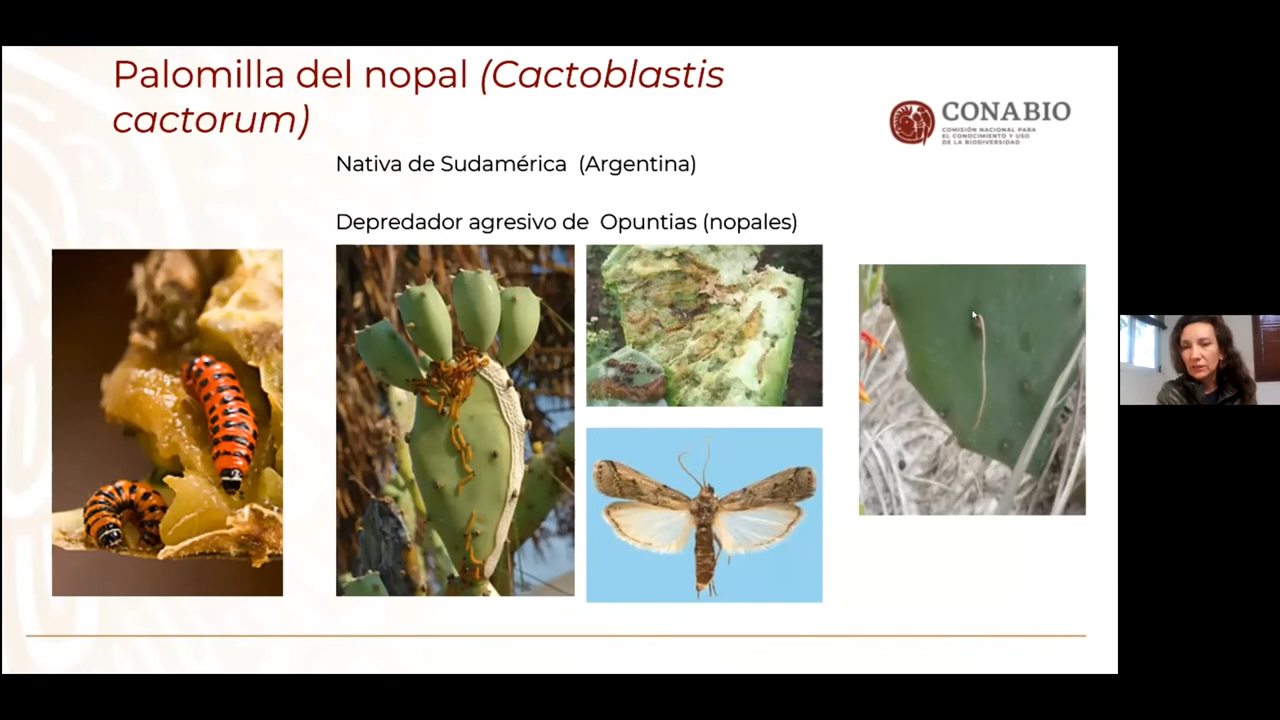 Palomilla del nopal (Cactoblastis
cactorum)
CONABIO
COMISIÓN NACIONAL PARA
EL CONOCIMIENTO Y USO
DE LA BIODIVERSIDAD
Nativa de Sudamérica (Argentina)
Depredador agresivo de Opuntias (nopales)